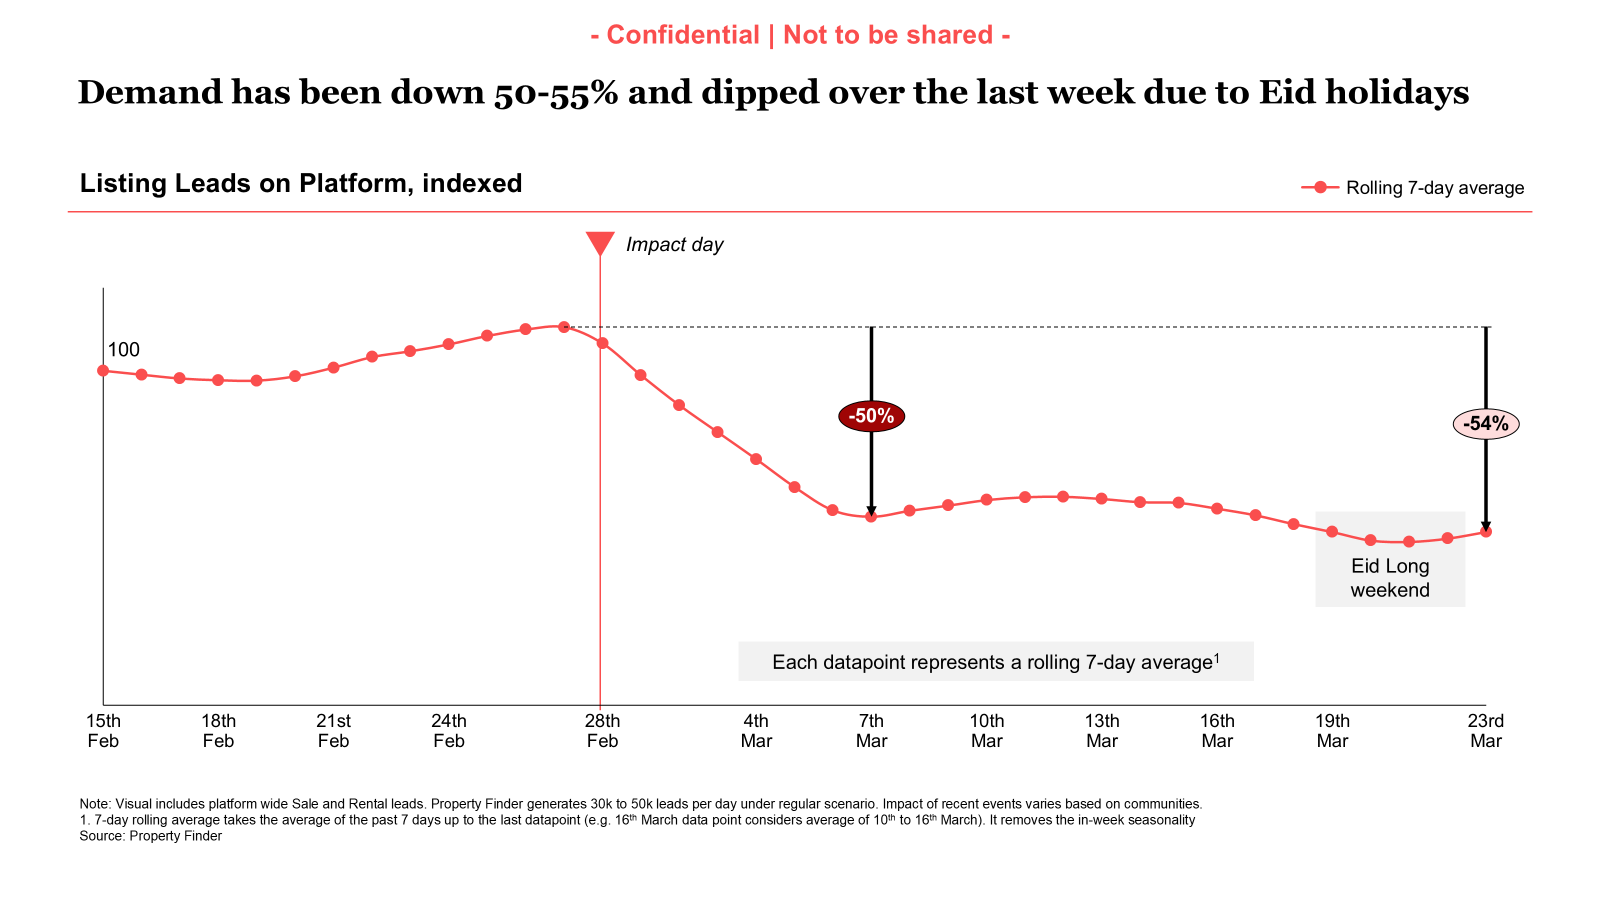 - Confidential | Not to be shared -
Demand has been down 50-55% and dipped over the last week due to Eid holidays
Listing Leads on Platform, indexed
Rolling 7-day average
Impact day
100
-50%
-54%
Eid Long
weekend
Each datapoint represents a rolling 7-day average¹
15th Feb
18th Feb
21st Feb
24th Feb
28th Feb
4th Mar
7th Mar
10th Mar
13th Mar
16th Mar
19th Mar
23rd Mar
Note: Visual includes platform wide Sale and Rental leads. Property Finder generates 30k to 50k leads per day under regular scenario. Impact of recent events varies based on communities.
1. 7-day rolling average takes the average of the past 7 days up to the last datapoint (e.g. 16th March data point considers average of 10th to 16th March). It removes the in-week seasonality
Source: Property Finder